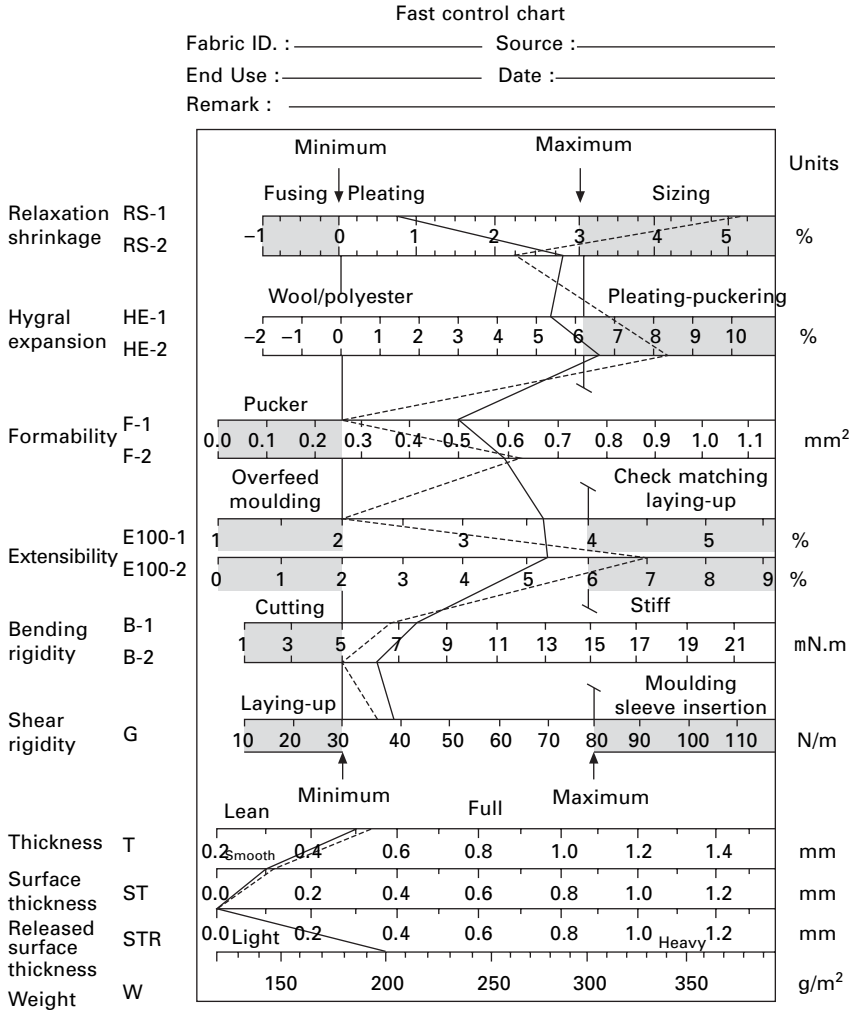 Fast control chart
Fabric ID. : Source :
End Use : Date :
Remark :
Minimum Maximum Units
Fusing Pleating Sizing
Relaxation shrinkage RS-1
–1 0 1 2 3 4 5 %
RS-2
Wool/polyester Pleating-puckering
Hygral expansion HE-1
–2 –1 0 1 2 3 4 5 6 7 8 9 10 %
HE-2
Pucker
Formability F-1
0.0 0.1 0.2 0.3 0.4 0.5 0.6 0.7 0.8 0.9 1.0 1.1 mm²
F-2
Overfeed moulding Check matching laying-up
Extensibility E100-1
1 2 3 4 5 %
E100-2
0 1 2 3 4 5 6 7 8 9 %
Cutting Stiff
Bending rigidity B-1
1 3 5 7 9 11 13 15 17 19 21 mN.m
B-2
Laying-up Moulding sleeve insertion
Shear rigidity G
10 20 30 40 50 60 70 80 90 100 110 N/m
Minimum Maximum
Lean Full
Thickness T 0.2 0.4 0.6 0.8 1.0 1.2 1.4 mm
Smooth
Surface thickness ST 0.0 0.2 0.4 0.6 0.8 1.0 1.2 mm
Released surface thickness STR 0.0 0.2 0.4 0.6 0.8 1.0 1.2 mm
Light Heavy
Weight W 150 200 250 300 350 g/m²